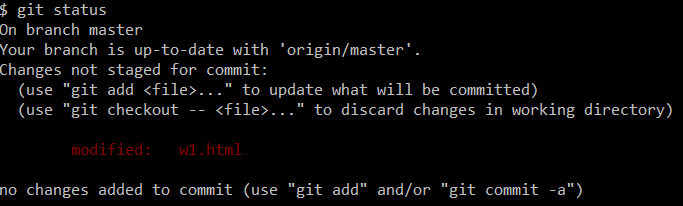 $ git status
On branch master
Your branch is up-to-date with 'origin/master'.
Changes not staged for commit:
  (use "git add <file>..." to update what will be committed)
  (use "git checkout -- <file>..." to discard changes in working directory)
        modified:   w1.html
no changes added to commit (use "git add" and/or "git commit -a")